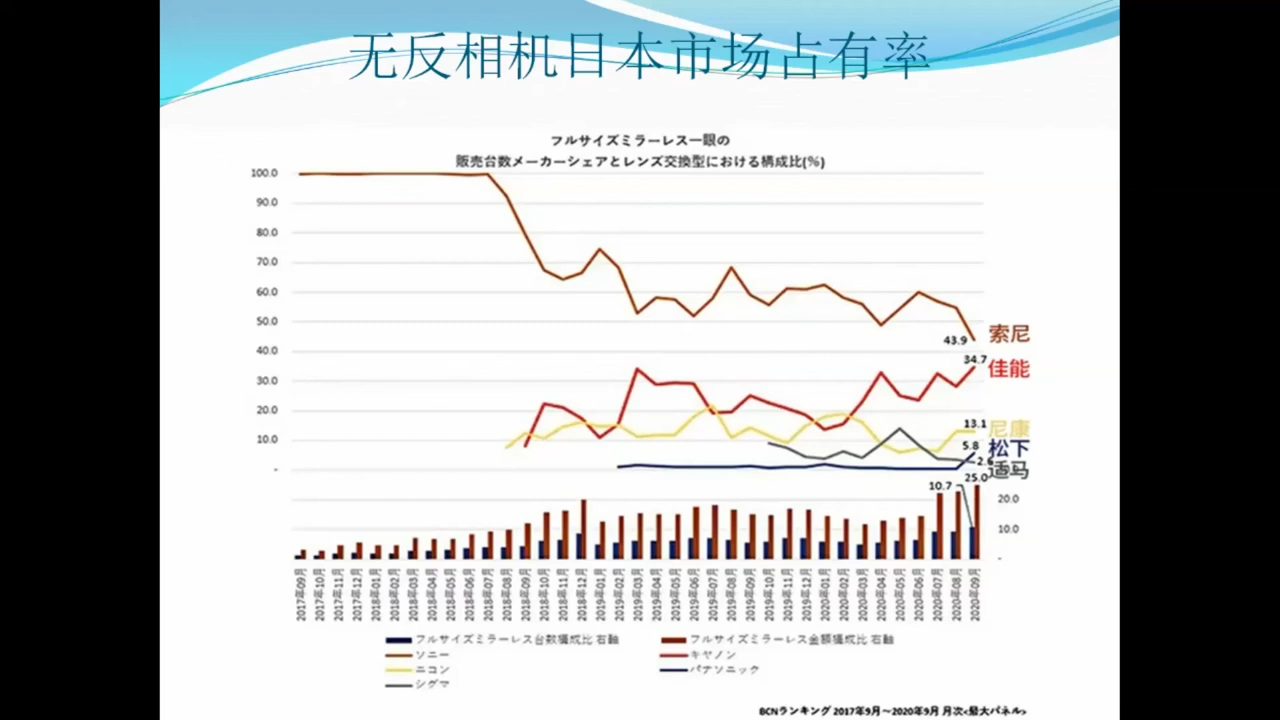 无反相机日本市场占有率
フルサイズミラーレス一眼の
販売台数メーカーシェアとレンズ交換型における構成比(%)
100.0
90.0
80.0
70.0
60.0
50.0
40.0
30.0
20.0
10.0
-
43.9
索尼
34.7
佳能
13.1
尼康
5.8
松下
2.6
适马
25.0
10.7
20.0
10.0
-
2017年09月
2017年10月
2017年11月
2017年12月
2018年01月
2018年02月
2018年03月
2018年04月
2018年05月
2018年06月
2018年07月
2018年08月
2018年09月
2018年10月
2018年11月
2018年12月
2019年01月
2019年02月
2019年03月
2019年04月
2019年05月
2019年06月
2019年07月
2019年08月
2019年09月
2019年10月
2019年11月
2019年12月
2020年01月
2020年02月
2020年03月
2020年04月
2020年05月
2020年06月
2020年07月
2020年08月
2020年09月
フルサイズミラーレス台数構成比 右軸
フルサイズミラーレス金額構成比 右軸
ソニー
キヤノン
ニコン
パナソニック
シグマ
BCNランキング 2017年9月～2020年9月 月次<最大パネル>